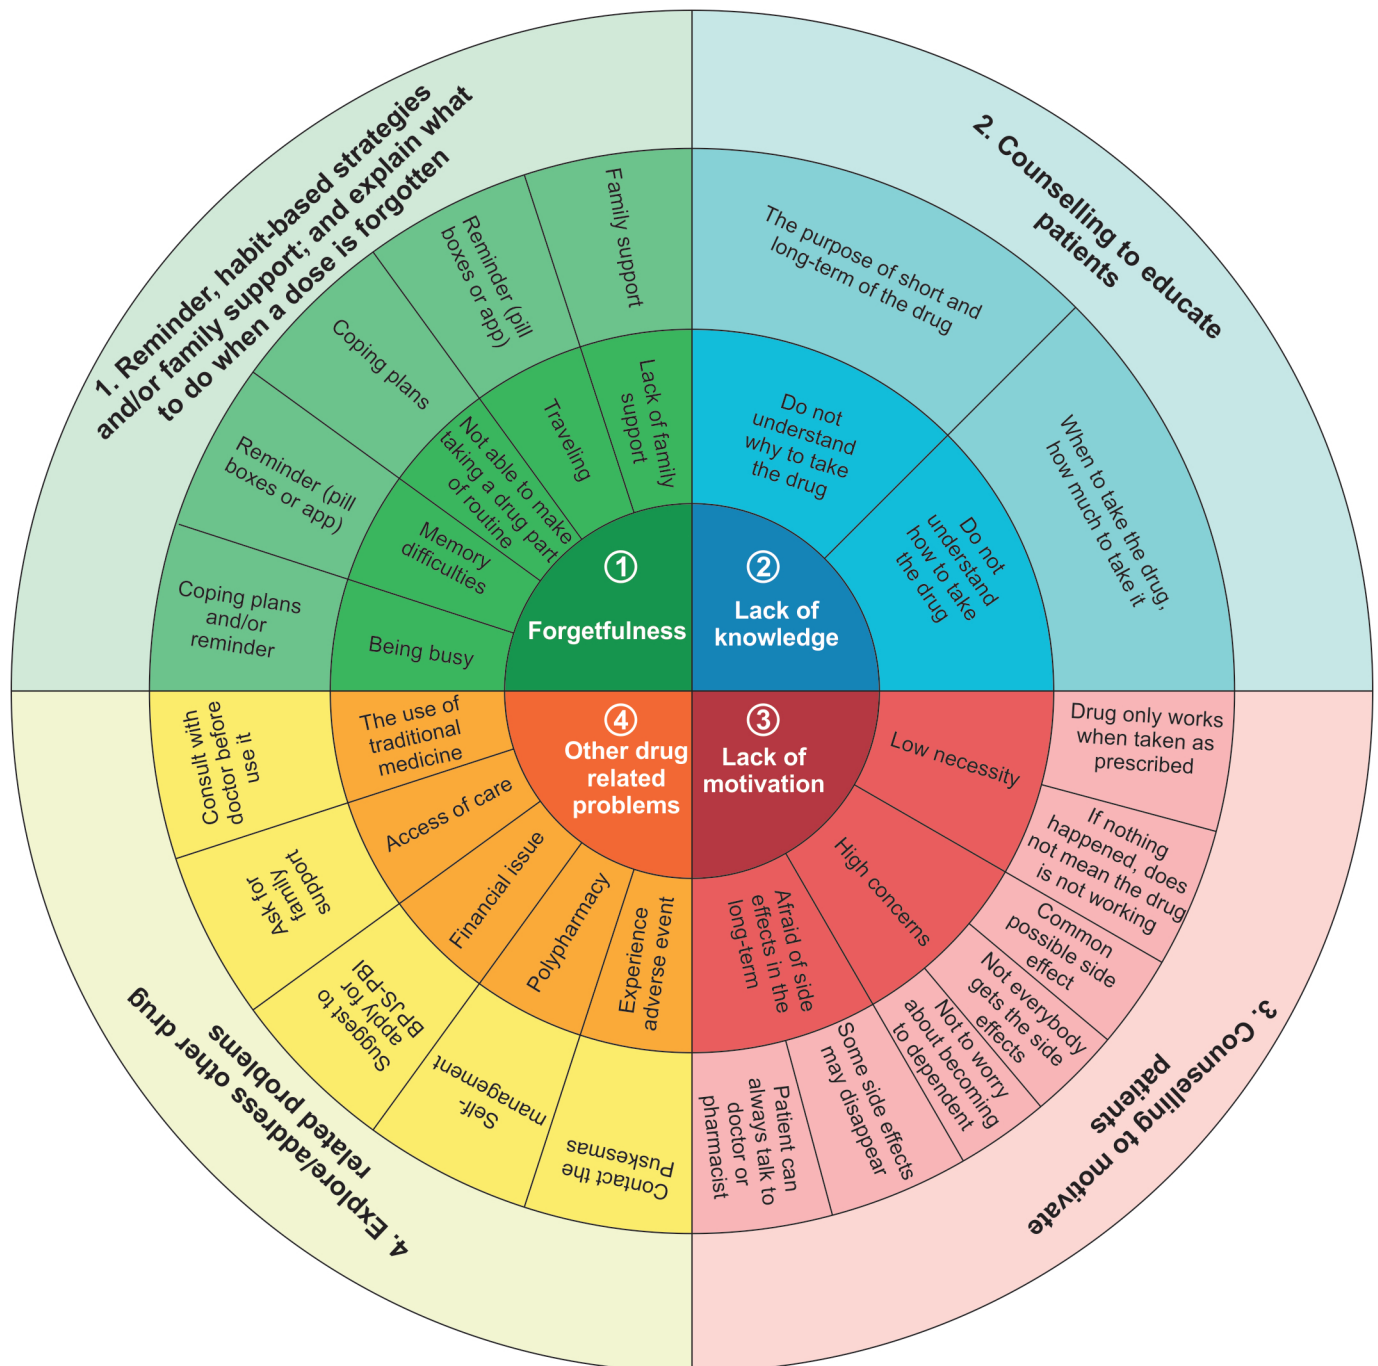 1. Reminder, habit-based strategies
and/or family support; and explain what
to do when a dose is forgotten
Family support
Reminder (pill
boxes or app)
Coping plans
Reminder (pill
boxes or app)
Coping plans
and/or
reminder
Lack of family
support
Traveling
Not able to make
taking a drug part
of routine
Memory
difficulties
Being busy
1
Forgetfulness
2. Counselling to educate
patients
The purpose of short and
long-term of the drug
When to take the drug,
how much to take it
Do not
understand
why to take
the drug
Do not
understand
how to take
the drug
2
Lack of
knowledge
3
Lack of
motivation
Low necessity
High concerns
Afraid of side
effects in the
long-term
Drug only works
when taken as
prescribed
If nothing
happened, does
not mean the drug
is not working
Common
possible side
effect
Not everybody
gets the side
effects
Not to worry
about becoming
to dependent
Some side effects
may disappear
Patient can
always talk to
doctor or
pharmacist
3. Counselling to motivate
patients
4
Other drug
related
problems
The use of
traditional
medicine
Access of care
Financial issue
Polypharmacy
Experience
adverse event
Consult with
doctor before
use it
Ask for
family
support
Suggest to
apply for
BPJS-PBI
Self-
management
Contact the
Puskesmas
4. Explore/address other drug
related problems